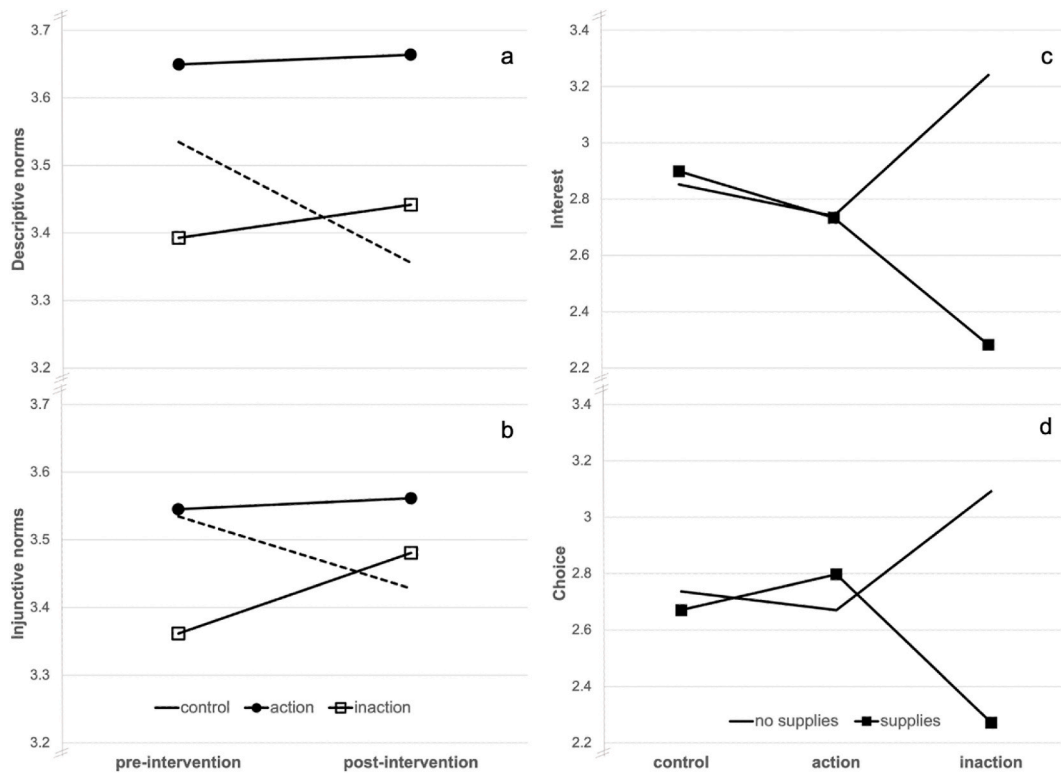 3.7
3.6
3.5
3.4
3.3
3.2
Descriptive norms
a
3.7
3.6
3.5
3.4
3.3
3.2
Injunctive norms
b
control action inaction
pre-intervention post-intervention
3.4
3.2
3
2.8
2.6
2.4
2.2
Interest
c
3.4
3.2
3
2.8
2.6
2.4
2.2
Choice
d
no supplies supplies
control action inaction